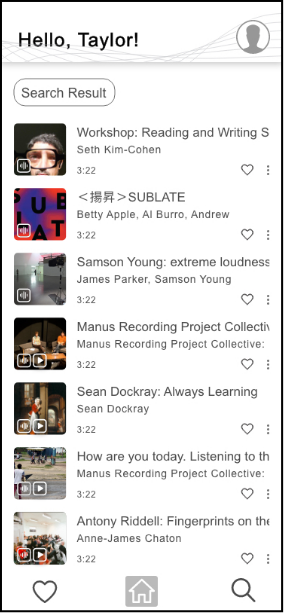 Hello, Taylor!
Search Result
Workshop: Reading and Writing S
Seth Kim-Cohen
3:22
SUBLAT
＜揚昇＞SUBLATE
Betty Apple, Al Burro, Andrew
3:22
Samson Young: extreme loudness
James Parker, Samson Young
3:22
Manus Recording Project Collectiv
Manus Recording Project Collective:
3:22
Sean Dockray: Always Learning
Sean Dockray
3:22
How are you today. Listening to th
Manus Recording Project Collective:
3:22
Antony Riddell: Fingerprints on the
Anne-James Chaton
3:22